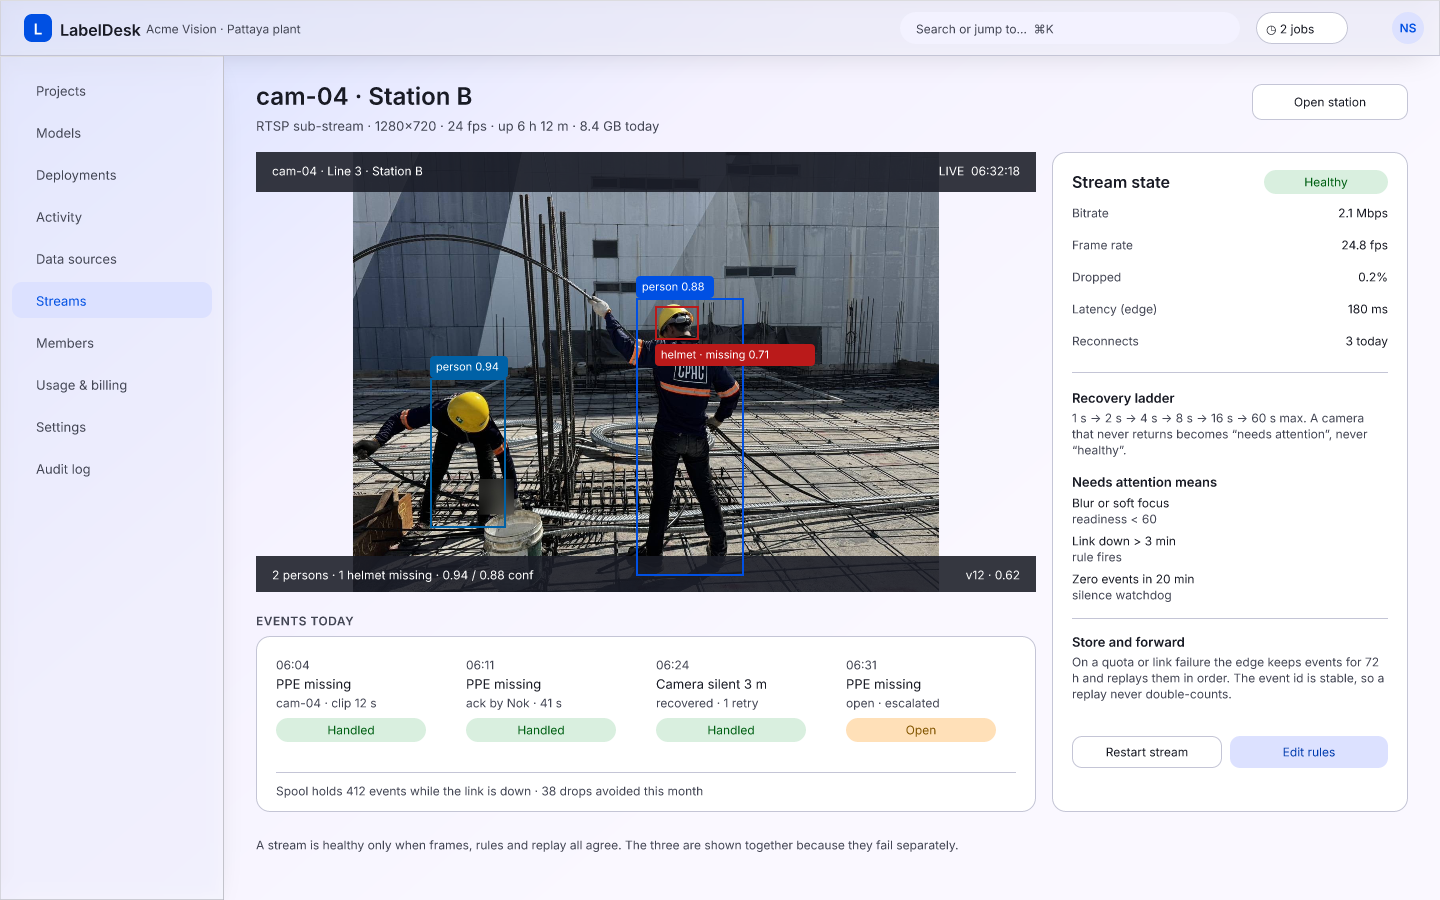 L LabelDesk Acme Vision · Pattaya plant
Search or jump to... ⌘K
2 jobs
NS
Projects
Models
Deployments
Activity
Data sources
Streams
Members
Usage & billing
Settings
Audit log
cam-04 · Station B
RTSP sub-stream · 1280×720 · 24 fps · up 6 h 12 m · 8.4 GB today
Open station
cam-04 · Line 3 · Station B
LIVE 06:32:18
person 0.88
helmet · missing 0.71
CPAC
person 0.94
2 persons · 1 helmet missing · 0.94 / 0.88 conf
v12 · 0.62
EVENTS TODAY
06:04
PPE missing
cam-04 · clip 12 s
Handled
06:11
PPE missing
ack by Nok · 41 s
Handled
06:24
Camera silent 3 m
recovered · 1 retry
Handled
06:31
PPE missing
open · escalated
Open
Spool holds 412 events while the link is down · 38 drops avoided this month
Stream state
Healthy
Bitrate 2.1 Mbps
Frame rate 24.8 fps
Dropped 0.2%
Latency (edge) 180 ms
Reconnects 3 today
Recovery ladder
1 s → 2 s → 4 s → 8 s → 16 s → 60 s max. A camera
that never returns becomes “needs attention”, never
“healthy”.
Needs attention means
Blur or soft focus
readiness < 60
Link down > 3 min
rule fires
Zero events in 20 min
silence watchdog
Store and forward
On a quota or link failure the edge keeps events for 72
h and replays them in order. The event id is stable, so a
replay never double-counts.
Restart stream
Edit rules
A stream is healthy only when frames, rules and replay all agree. The three are shown together because they fail separately.